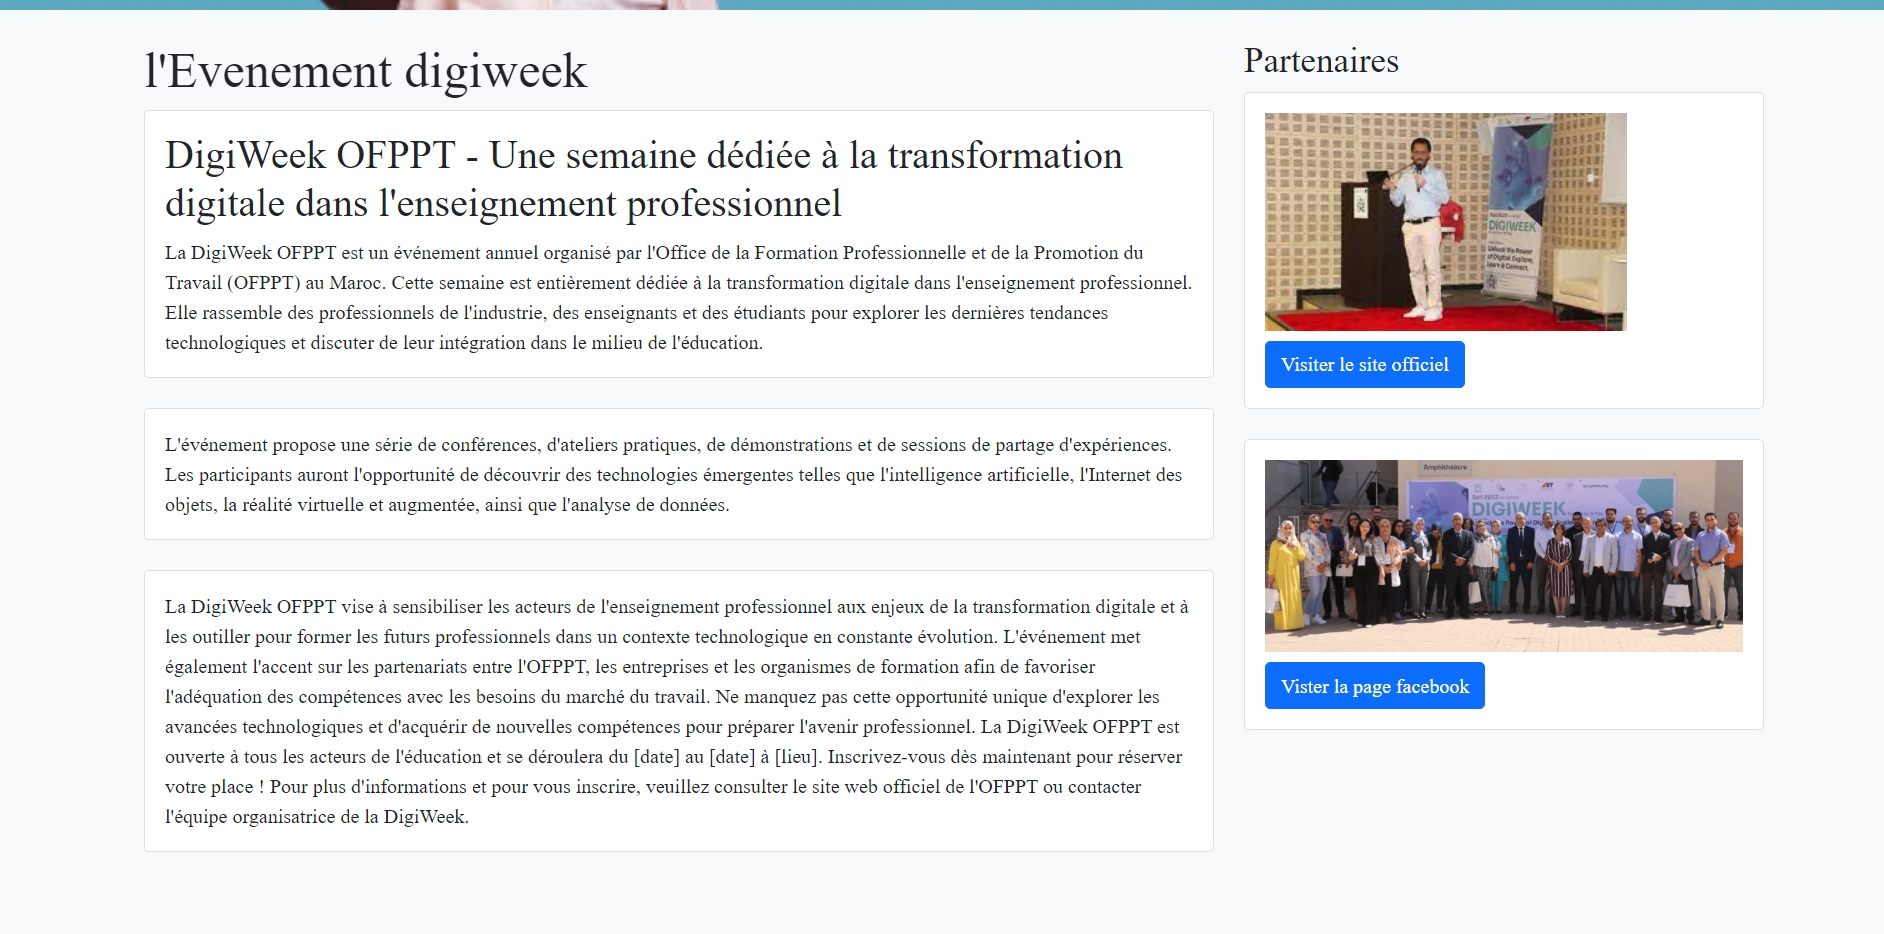 l'Evenement digiweek
DigiWeek OFPPT - Une semaine dédiée à la transformation
digitale dans l'enseignement professionnel
La DigiWeek OFPPT est un événement annuel organisé par l'Office de la Formation Professionnelle et de la Promotion du
Travail (OFPPT) au Maroc. Cette semaine est entièrement dédiée à la transformation digitale dans l'enseignement professionnel.
Elle rassemble des professionnels de l'industrie, des enseignants et des étudiants pour explorer les dernières tendances
technologiques et discuter de leur intégration dans le milieu de l'éducation.
L'événement propose une série de conférences, d'ateliers pratiques, de démonstrations et de sessions de partage d'expériences.
Les participants auront l'opportunité de découvrir des technologies émergentes telles que l'intelligence artificielle, l'Internet des
objets, la réalité virtuelle et augmentée, ainsi que l'analyse de données.
La DigiWeek OFPPT vise à sensibiliser les acteurs de l'enseignement professionnel aux enjeux de la transformation digitale et à
les outiller pour former les futurs professionnels dans un contexte technologique en constante évolution. L'événement met
également l'accent sur les partenariats entre l'OFPPT, les entreprises et les organismes de formation afin de favoriser
l'adéquation des compétences avec les besoins du marché du travail. Ne manquez pas cette opportunité unique d'explorer les
avancées technologiques et d'acquérir de nouvelles compétences pour préparer l'avenir professionnel. La DigiWeek OFPPT est
ouverte à tous les acteurs de l'éducation et se déroulera du [date] au [date] à [lieu]. Inscrivez-vous dès maintenant pour réserver
votre place ! Pour plus d'informations et pour vous inscrire, veuillez consulter le site web officiel de l'OFPPT ou contacter
l'équipe organisatrice de la DigiWeek.
Partenaires
DIGIWEEK
Unlock the Power
of Digital: Explore,
Learn & Connect.
Visiter le site officiel
Amphithéâtre
Safi 2023
DIGIWEEK
Vister la page facebook